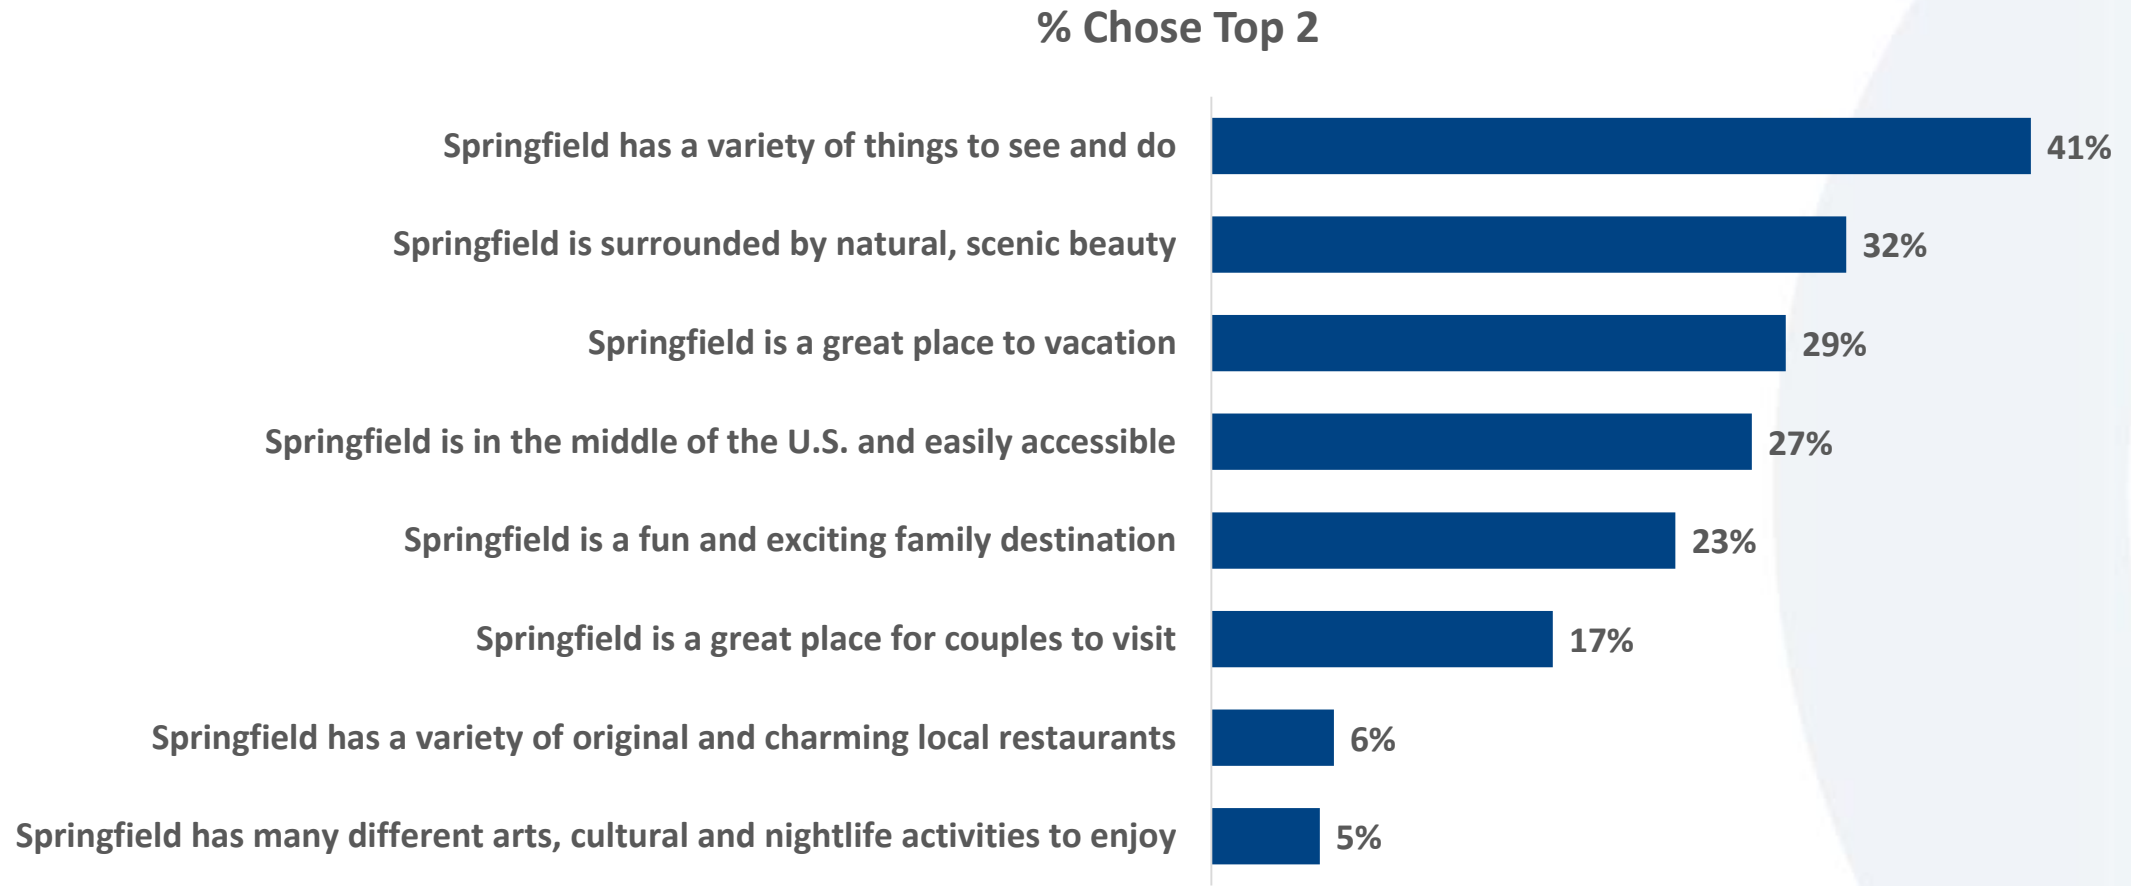 % Chose Top 2
Springfield has a variety of things to see and do 41%
Springfield is surrounded by natural, scenic beauty 32%
Springfield is a great place to vacation 29%
Springfield is in the middle of the U.S. and easily accessible 27%
Springfield is a fun and exciting family destination 23%
Springfield is a great place for couples to visit 17%
Springfield has a variety of original and charming local restaurants 6%
Springfield has many different arts, cultural and nightlife activities to enjoy 5%